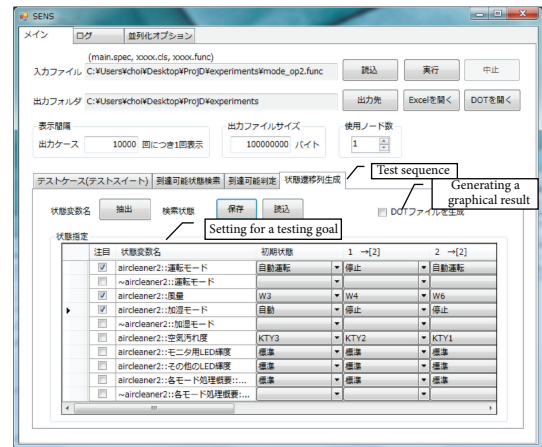 SENS
メイン ログ 並列化オプション
(main.spec, xxxx.cls, xxxx.func)
入力ファイル C:¥Users¥choi¥Desktop¥ProjD¥experiments¥mode_op2.func 読込 実行 中止
出力フォルダ C:¥Users¥choi¥Desktop¥ProjD¥experiments 出力先 Excelを開く DOTを開く
表示間隔 出力ファイルサイズ 使用ノード数
出力ケース 10000 回につき1回表示 100000000 バイト 1
Test sequence
テストケース(テストスイート) 到達可能状態検索 到達可能判定 状態遷移列生成
Generating a
graphical result
状態変数名 抽出 検索状態 保存 読込 DOTファイルを生成
Setting for a testing goal
状態指定
注目 状態変数名 初期状態 1 →[2] 2 →[2]
aircleaner2::運転モード 自動運転 停止 自動運転
~aircleaner2::運転モード
aircleaner2::風量 W3 W4 W6
aircleaner2::加湿モード 自動 停止 停止
~aircleaner2::加湿モード
aircleaner2::空気汚れ度 KTY3 KTY2 KTY1
aircleaner2::モニタ用LED輝度 標準 標準 標準
aircleaner2::その他のLED輝度 標準 標準 標準
aircleaner2::各モード処理概要::... 標準 標準 標準
~aircleaner2::各モード処理概要:...